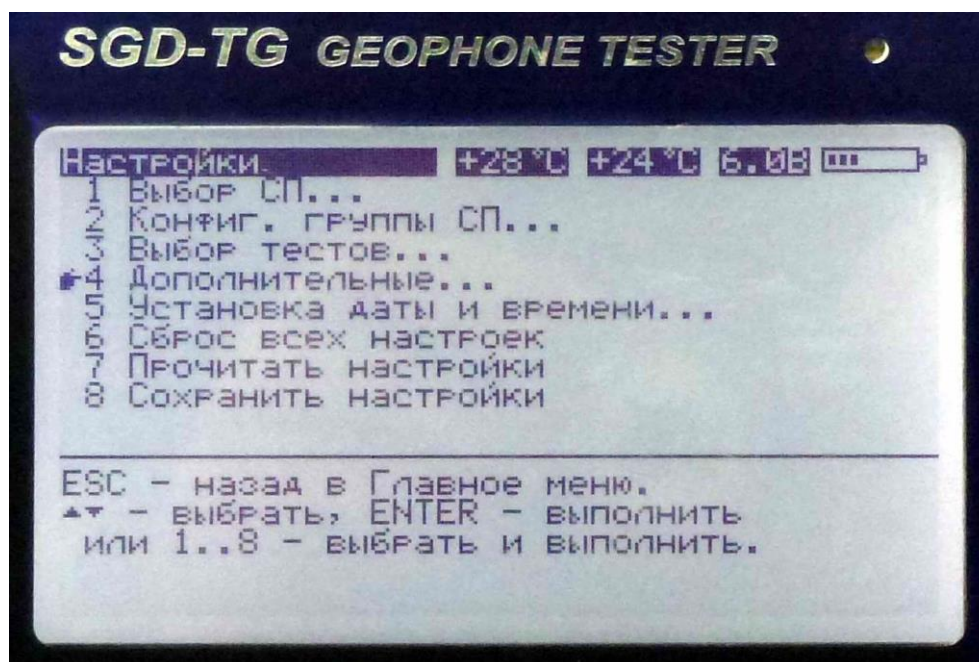 SGD-TG GEOPHONE TESTER
Настройки. +28°C +24°C 6.0В
1 Выбор СП...
2 Конфиг. группы СП...
3 Выбор тестов...
4 Дополнительные...
5 Установка даты и времени...
6 Сброс всех настроек
7 Прочитать настройки
8 Сохранить настройки
ESC - назад в Главное меню.
▲▼ - выбрать, ENTER - выполнить
или 1..8 - выбрать и выполнить.